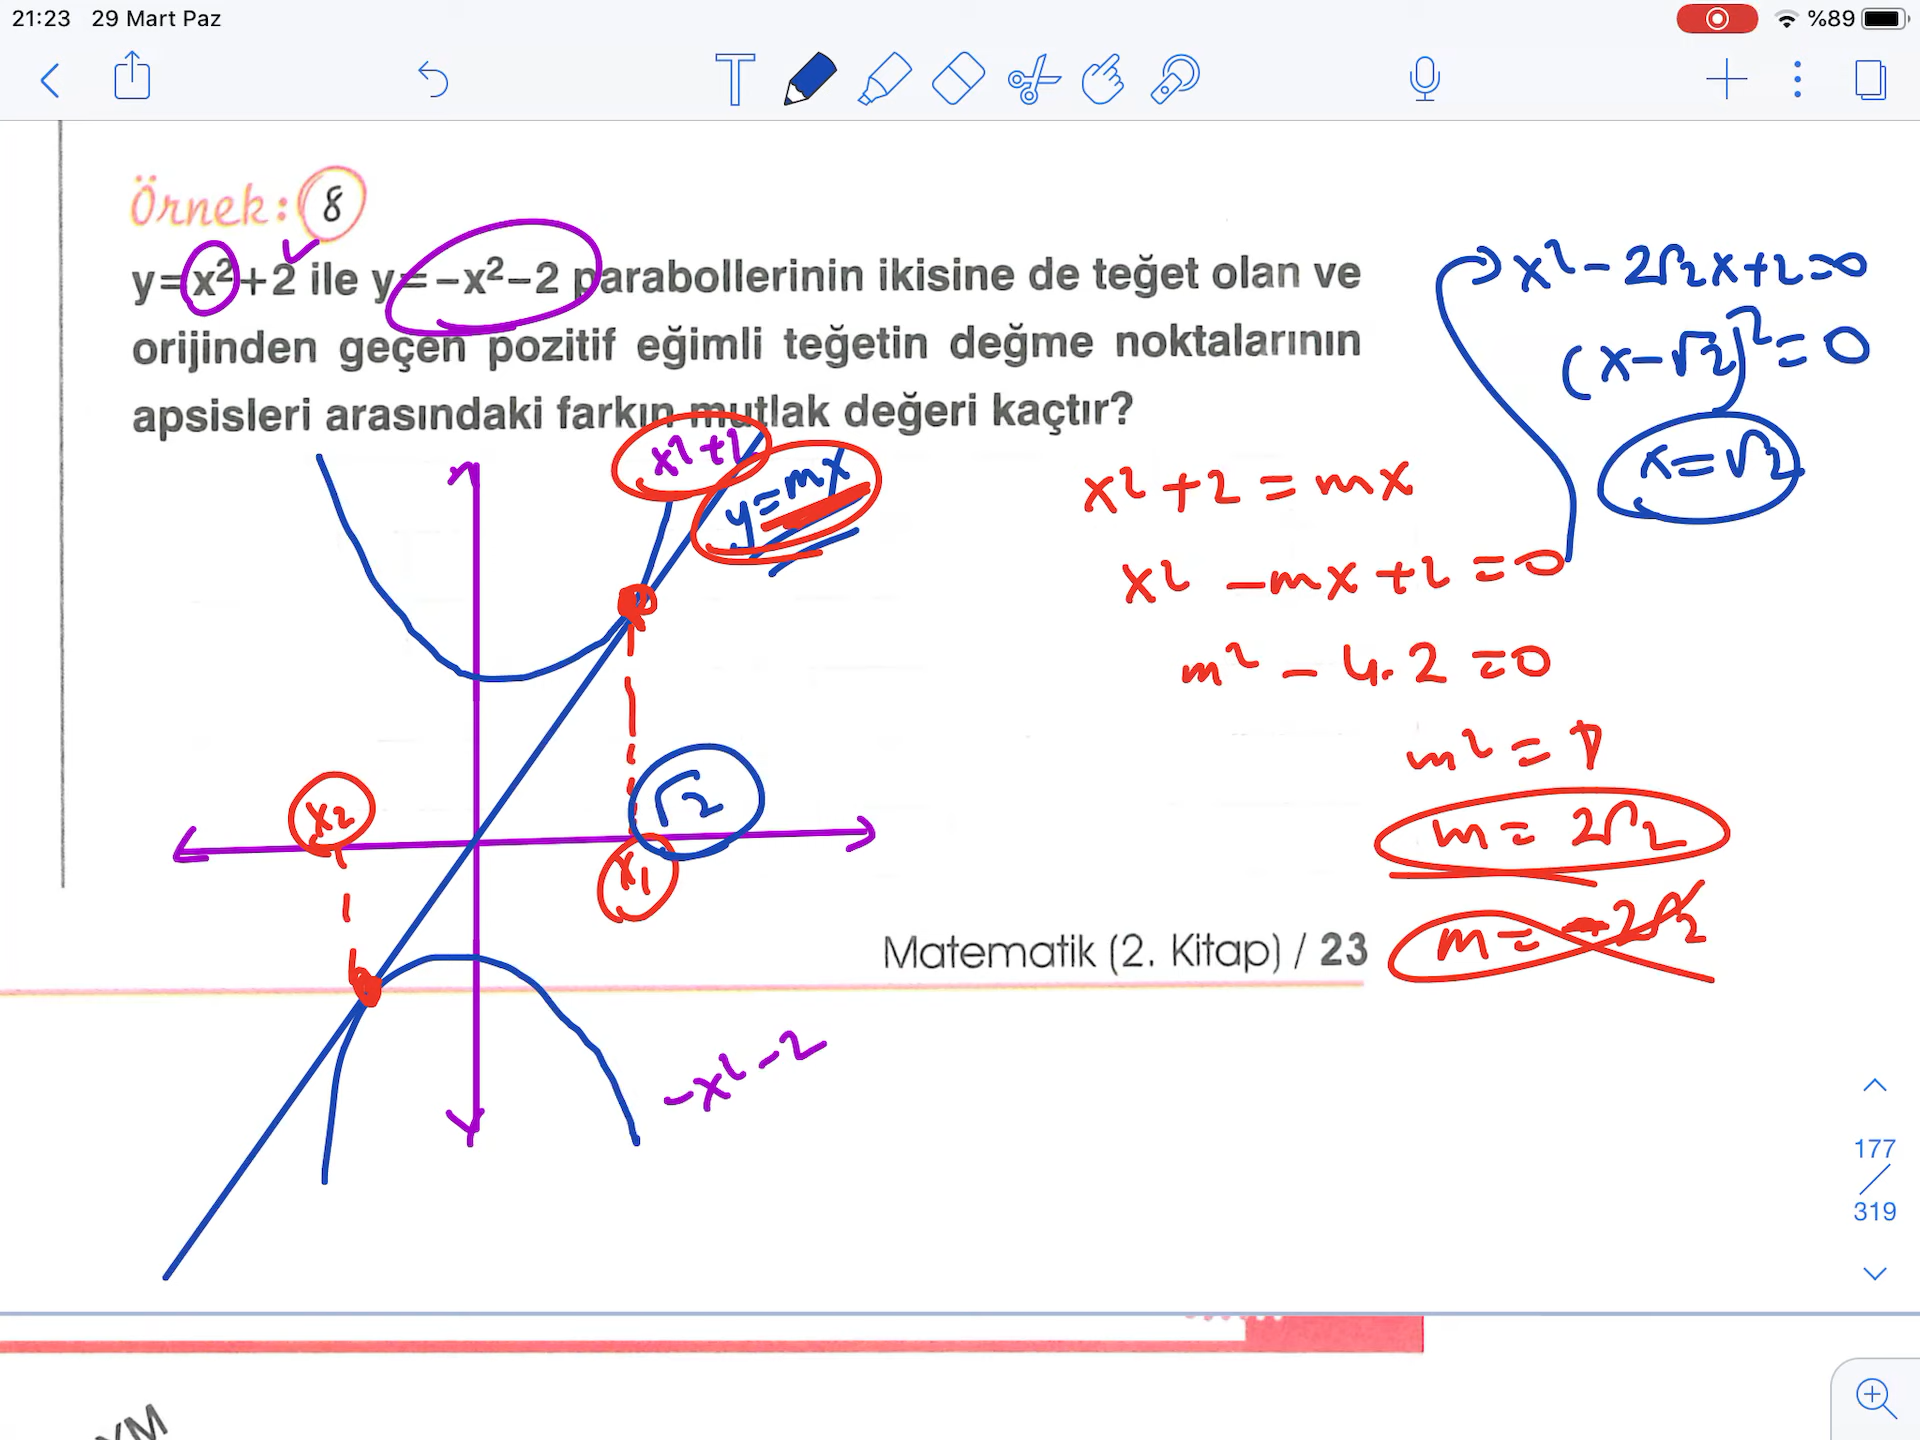 21:23 29 Mart Paz
%89
T
Örnek: 8
y=x²+2 ile y=-x²-2 parabollerinin ikisine de teğet olan ve
orijinden geçen pozitif eğimli teğetin değme noktalarının
apsisleri arasındaki farkın mutlak değeri kaçtır?
x²+2
y=mx
x2
√2
x1
-x²-2
x²+2=mx
x²-mx+2=0
m²-4.2=0
m²=8
m=2√2
m=-2√2
x²-2√2x+2=0
(x-√2)²=0
x=√2
Matematik (2. Kitap) / 23
177
/
319